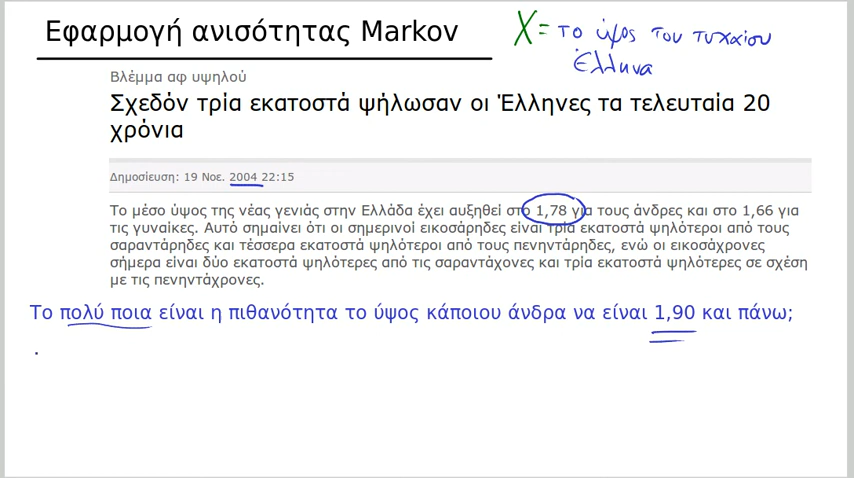 Εφαρμογή ανισότητας Markov
X = το ύψος του τυχαίου
Έλληνα
Βλέμμα αφ υψηλού
Σχεδόν τρία εκατοστά ψήλωσαν οι Έλληνες τα τελευταία 20
χρόνια
Δημοσίευση: 19 Νοε. 2004 22:15
Το μέσο ύψος της νέας γενιάς στην Ελλάδα έχει αυξηθεί στο 1,78 για τους άνδρες και στο 1,66 για
τις γυναίκες. Αυτό σημαίνει ότι οι σημερινοί εικοσάρηδες είναι τρία εκατοστά ψηλότεροι από τους
σαραντάρηδες και τέσσερα εκατοστά ψηλότεροι από τους πενηντάρηδες, ενώ οι εικοσάχρονες
σήμερα είναι δύο εκατοστά ψηλότερες από τις σαραντάχονες και τρία εκατοστά ψηλότερες σε σχέση
με τις πενηντάχρονες.
Το πολύ ποια είναι η πιθανότητα το ύψος κάποιου άνδρα να είναι 1,90 και πάνω;